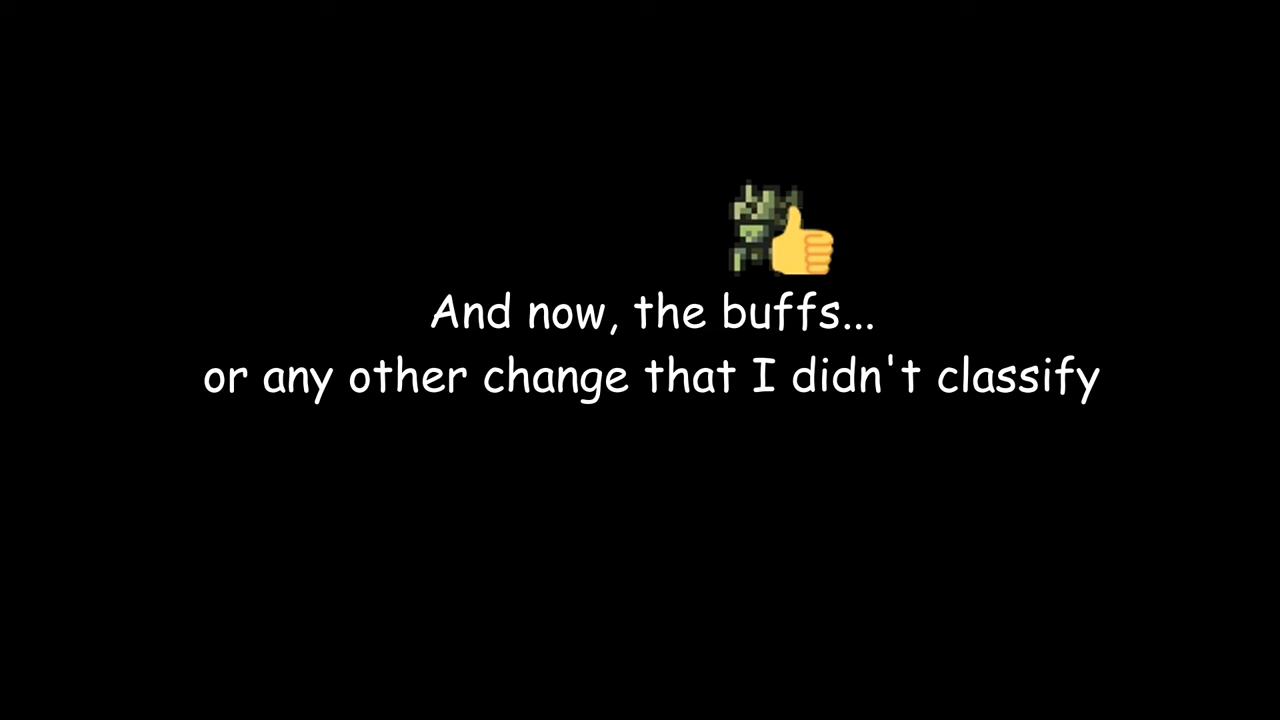 And now, the buffs...
or any other change that I didn't classify